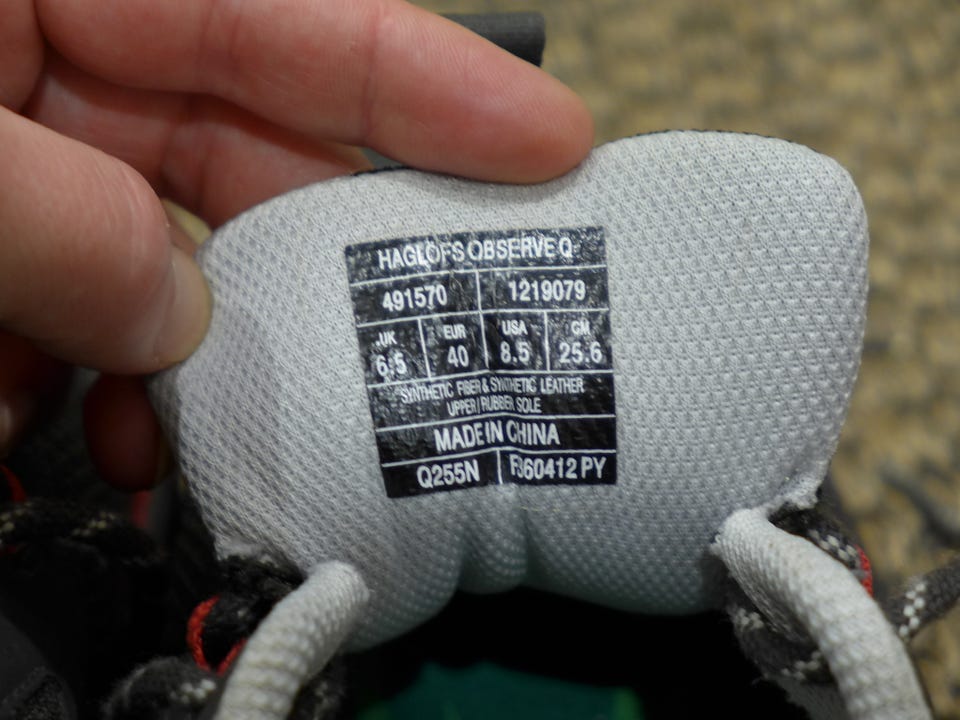 HAGLÖFS OBSERVE Q
491570 1219079
UK EUR USA CM
6.5 40 8.5 25.6
SYNTHETIC FIBER & SYNTHETIC LEATHER
UPPER / RUBBER SOLE
MADE IN CHINA
Q255N F360412 PY